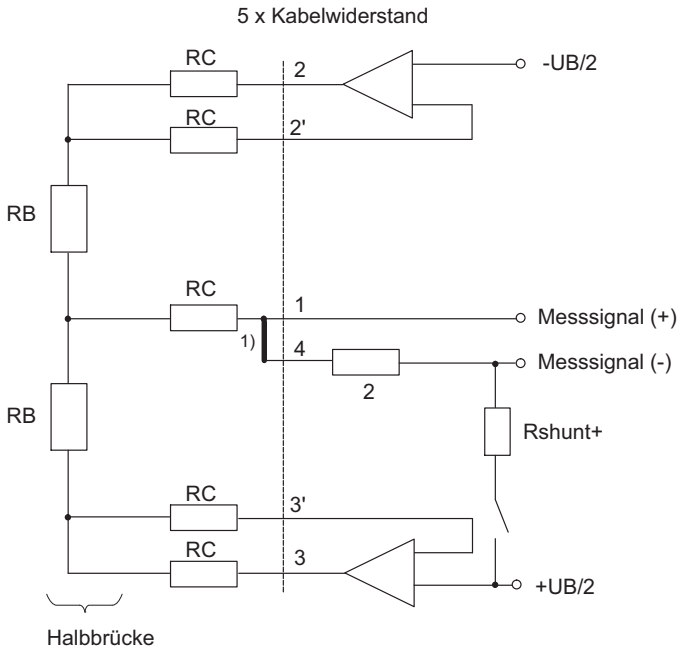 5 x Kabelwiderstand
RC
2
-UB/2
RC
2'
RB
RC
1
Messsignal (+)
1)
4
Messsignal (-)
2
RB
Rshunt+
RC
3'
RC
3
+UB/2
Halbbrücke